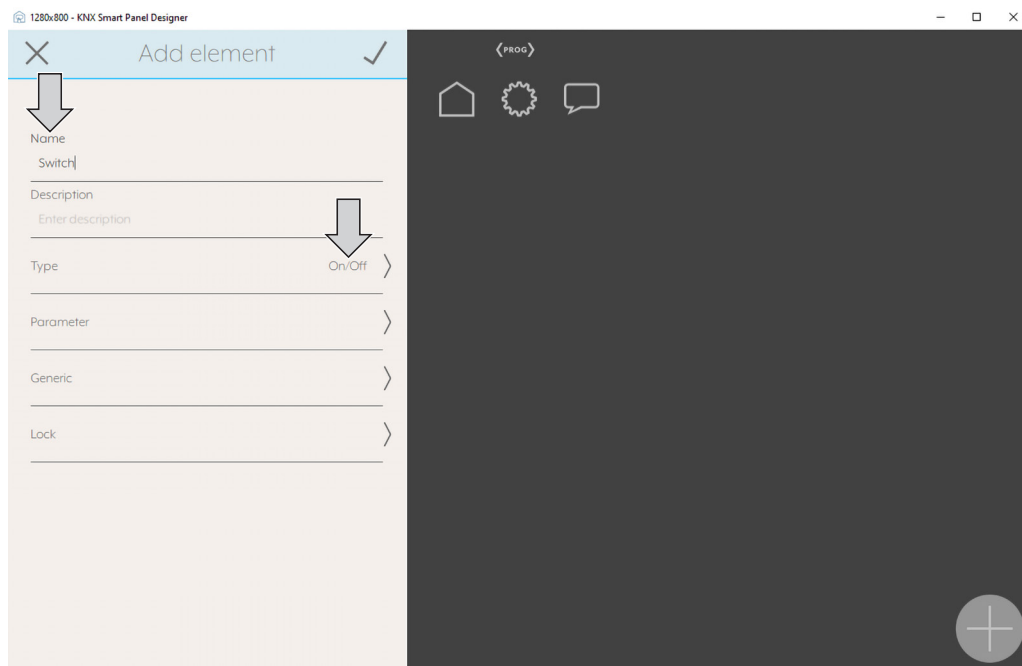 1280x800 - KNX Smart Panel Designer
Add element
PROG
Name
Switch
Description
Enter description
Type On/Off
Parameter
Generic
Lock